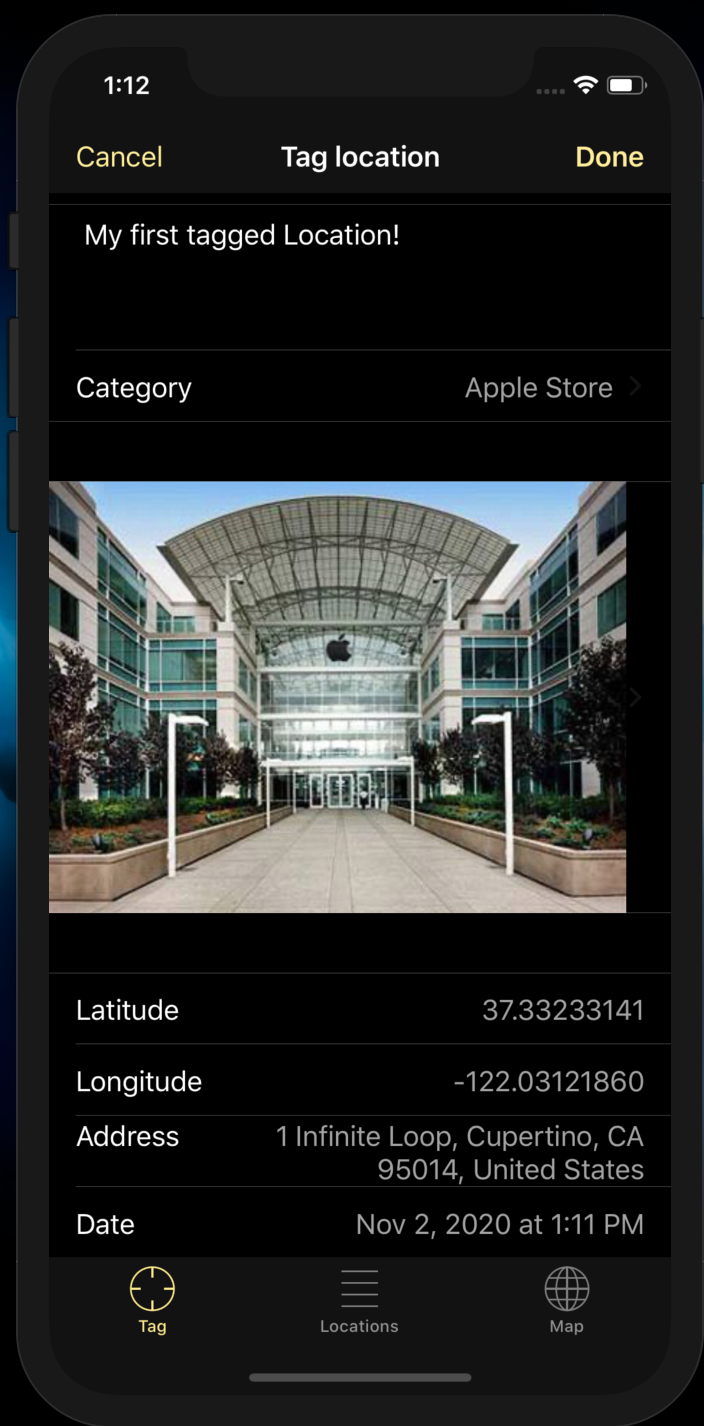 1:12
Cancel Tag location Done
My first tagged Location!
Category Apple Store
Latitude 37.33233141
Longitude -122.03121860
Address 1 Infinite Loop, Cupertino, CA
95014, United States
Date Nov 2, 2020 at 1:11 PM
Tag Locations Map